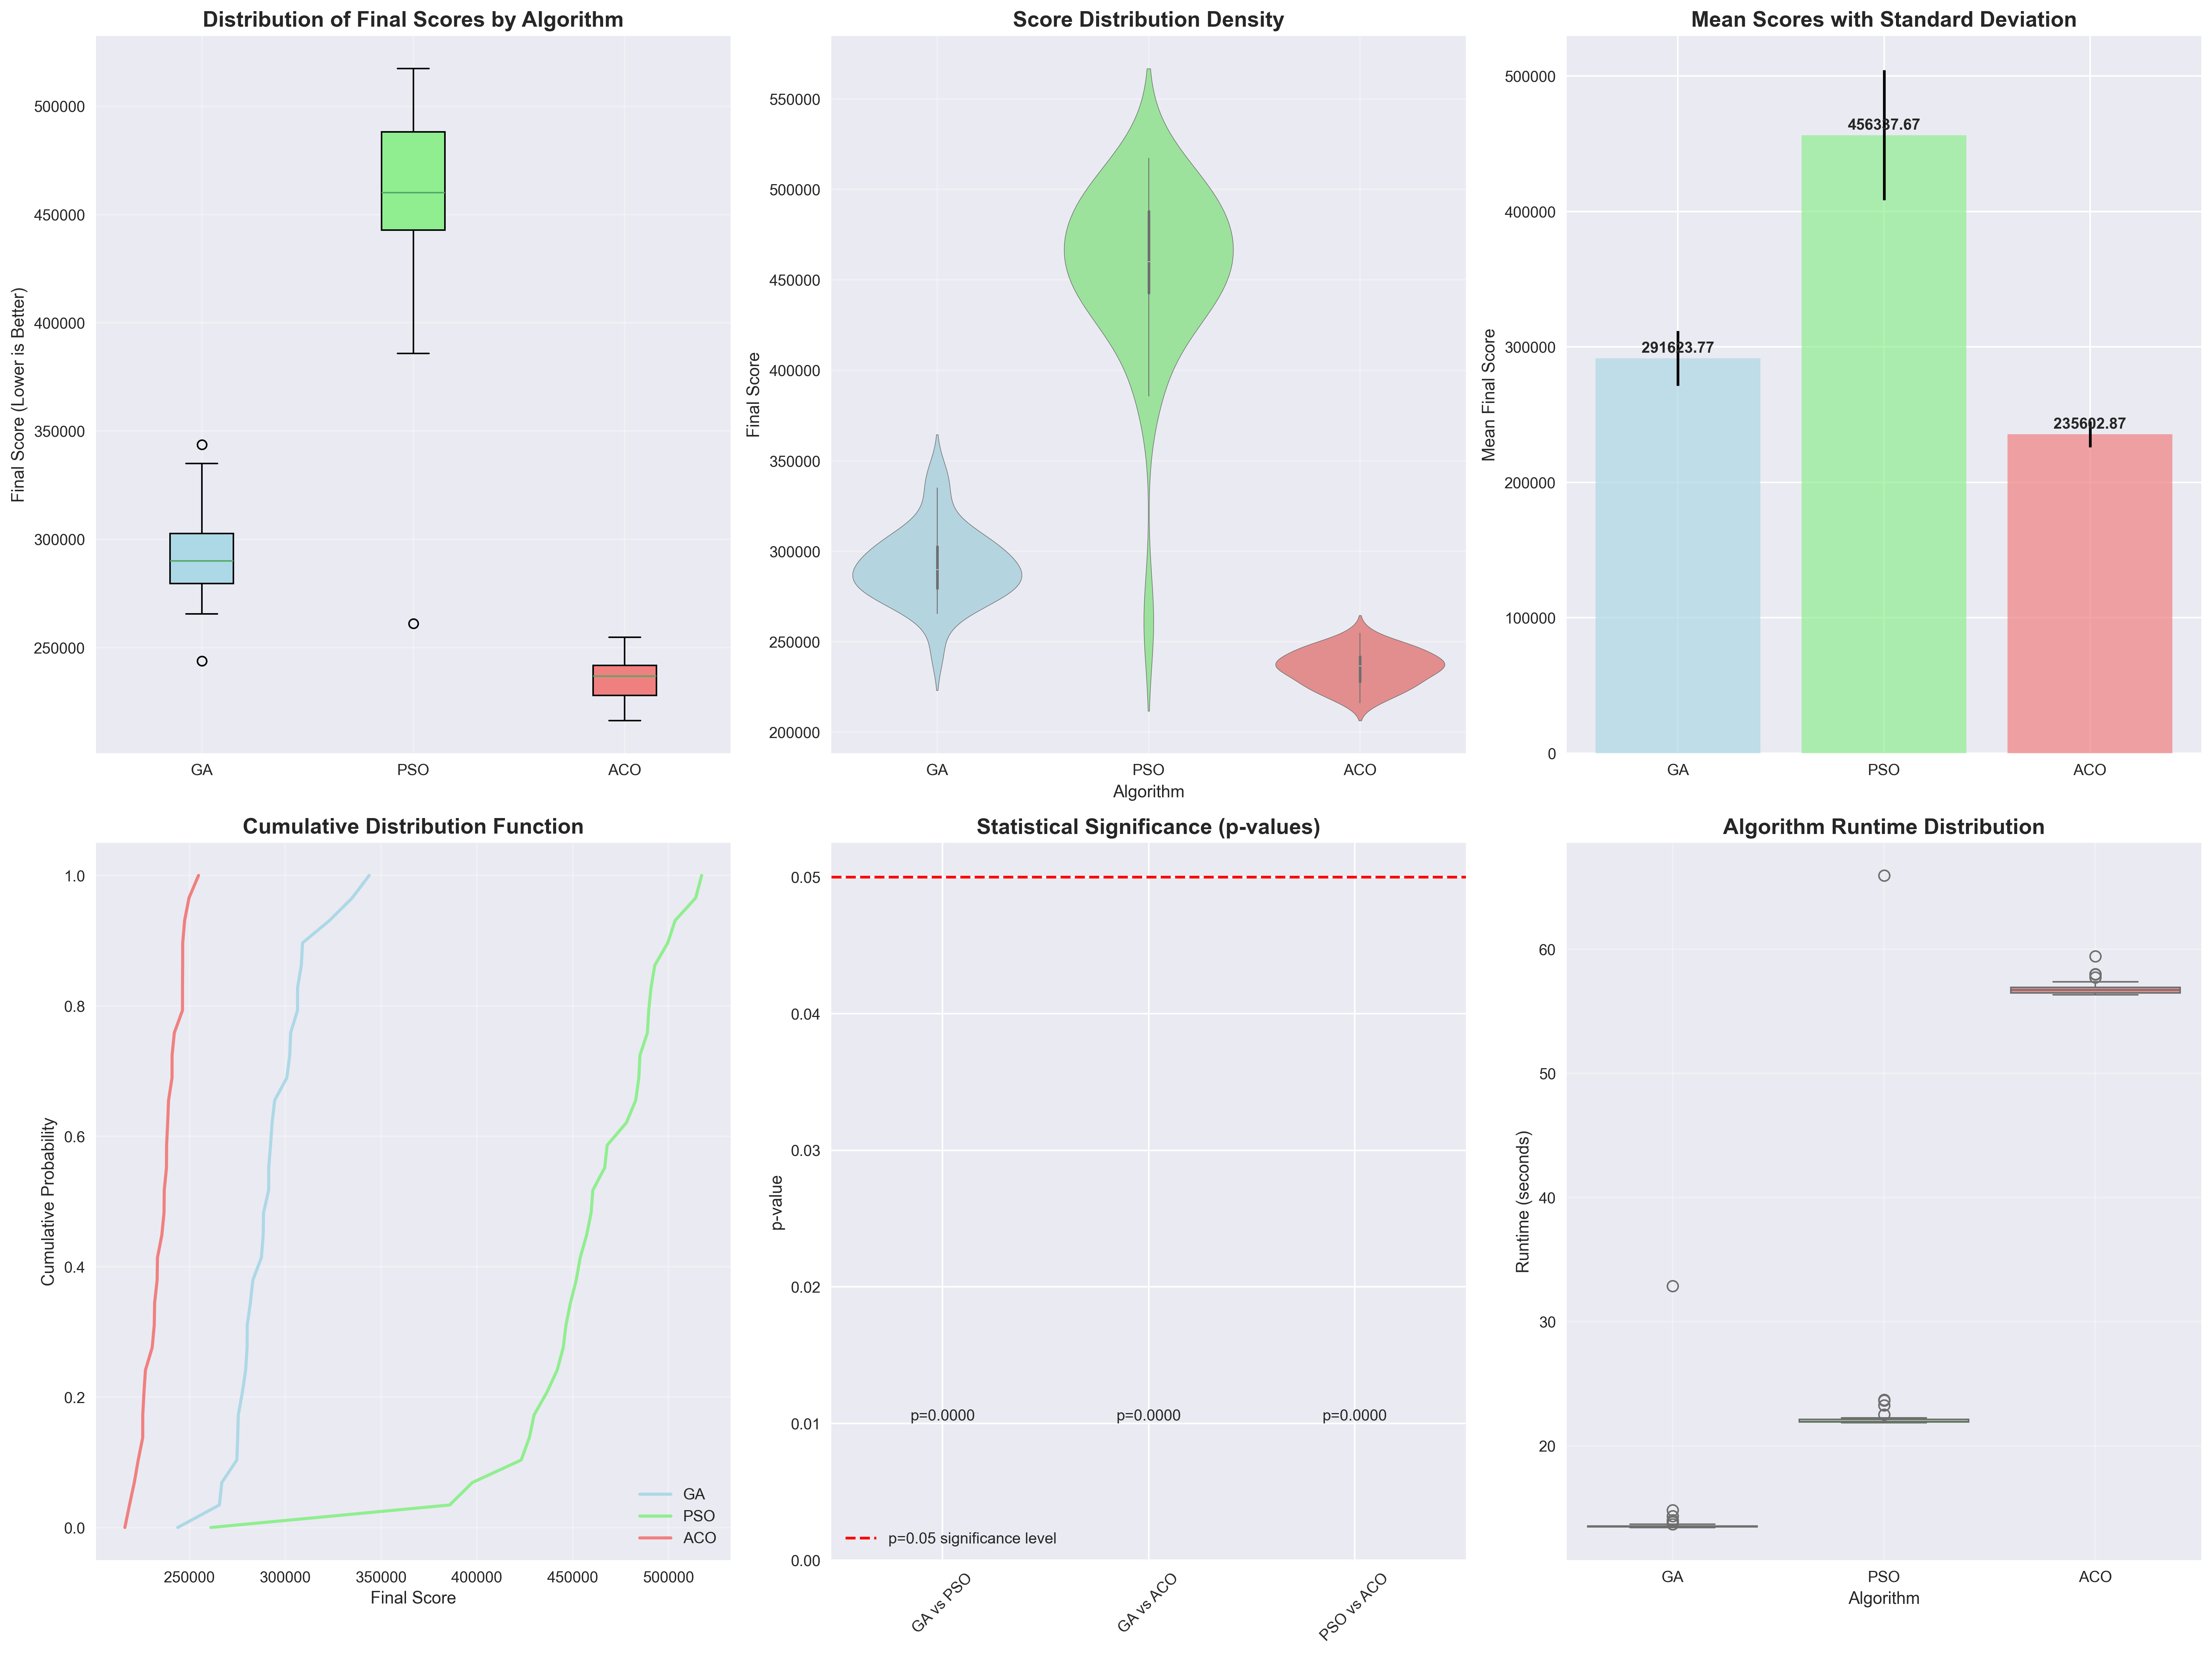 Distribution of Final Scores by Algorithm
Final Score (Lower is Better)
500000
450000
400000
350000
300000
250000
GA
PSO
ACO
Score Distribution Density
Final Score
550000
500000
450000
400000
350000
300000
250000
200000
GA
PSO
ACO
Algorithm
Mean Scores with Standard Deviation
Mean Final Score
500000
400000
300000
200000
100000
0
291623.77
456337.67
235602.87
GA
PSO
ACO
Cumulative Distribution Function
Cumulative Probability
1.0
0.8
0.6
0.4
0.2
0.0
GA
PSO
ACO
250000
300000
350000
400000
450000
500000
Final Score
Statistical Significance (p-values)
p-value
0.05
0.04
0.03
0.02
0.01
0.00
p=0.0000
p=0.0000
p=0.0000
p=0.05 significance level
GA vs PSO
GA vs ACO
PSO vs ACO
Algorithm Runtime Distribution
Runtime (seconds)
60
50
40
30
20
GA
PSO
ACO
Algorithm